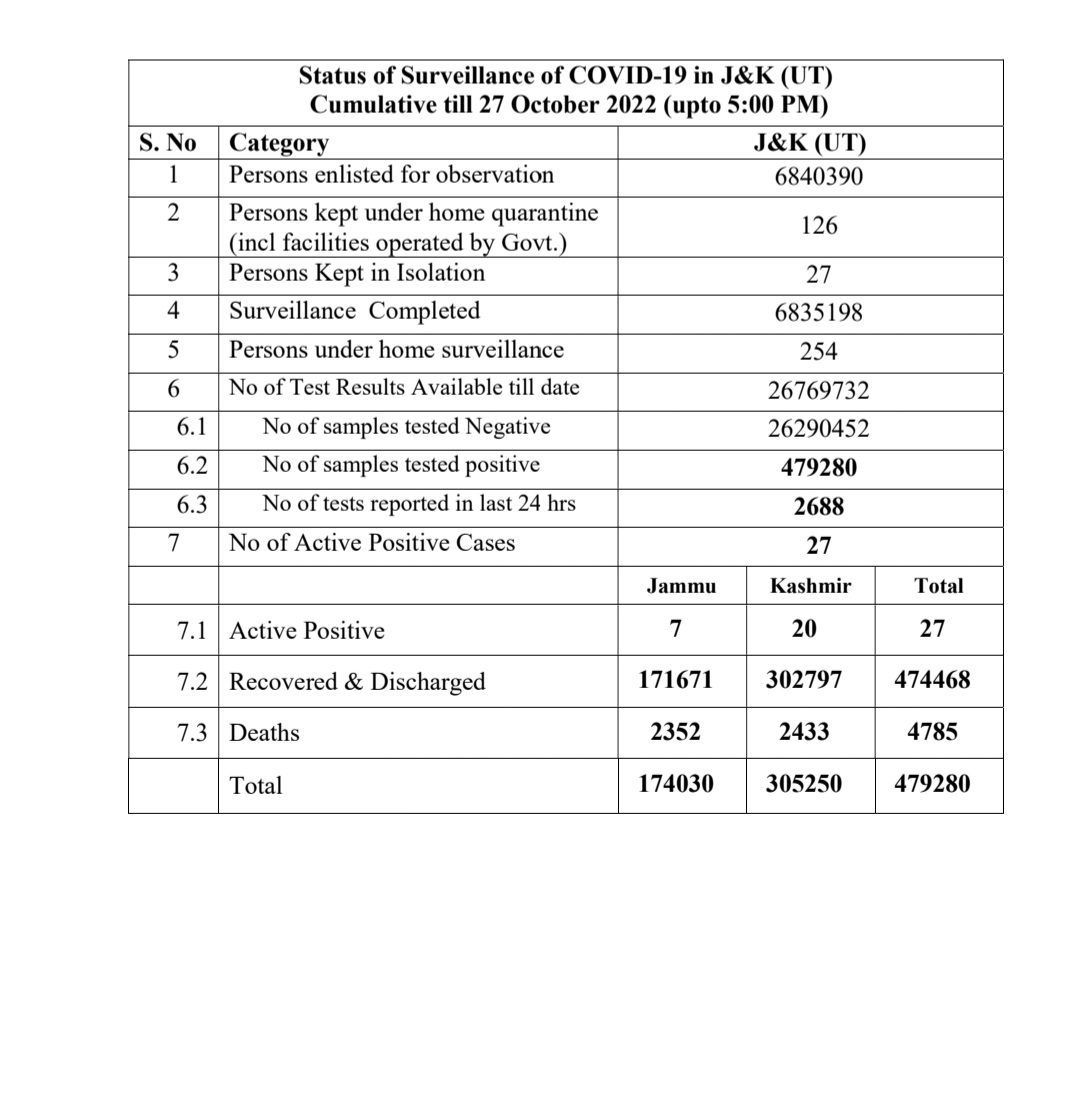 Status of Surveillance of COVID-19 in J&K (UT)
Cumulative till 27 October 2022 (upto 5:00 PM)
S. No Category J&K (UT)
1 Persons enlisted for observation 6840390
2 Persons kept under home quarantine
(incl facilities operated by Govt.) 126
3 Persons Kept in Isolation 27
4 Surveillance Completed 6835198
5 Persons under home surveillance 254
6 No of Test Results Available till date 26769732
6.1 No of samples tested Negative 26290452
6.2 No of samples tested positive 479280
6.3 No of tests reported in last 24 hrs 2688
7 No of Active Positive Cases 27
Jammu Kashmir Total
7.1 Active Positive 7 20 27
7.2 Recovered & Discharged 171671 302797 474468
7.3 Deaths 2352 2433 4785
Total 174030 305250 479280